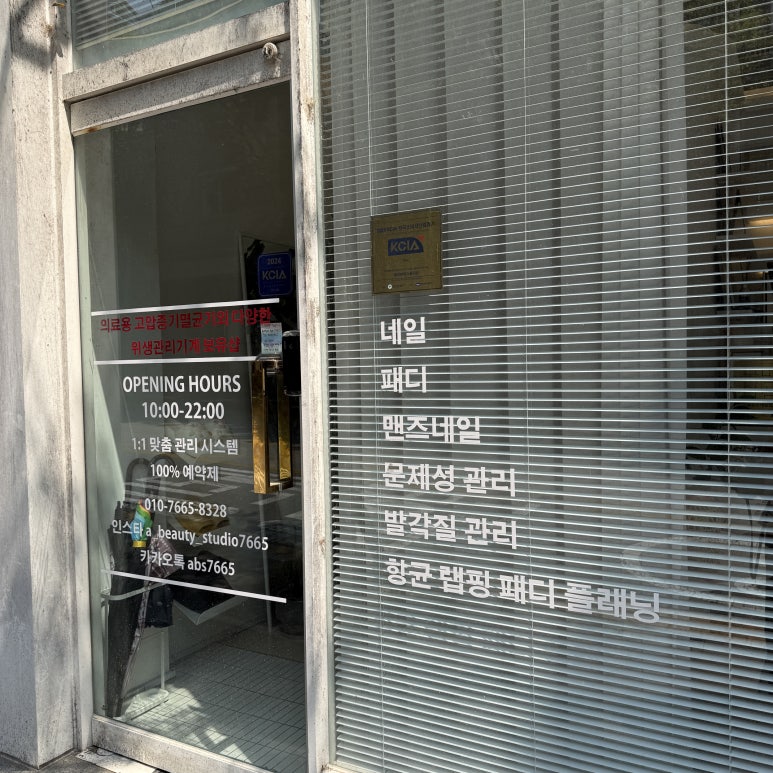 2024
KCIA
의료용 고압증기멸균기외 다양한
위생관리기계 보유샵
OPENING HOURS
10:00-22:00
1:1 맞춤 관리 시스템
100% 예약제
010-7665-8328
인스타 a_beauty_studio7665
카카오톡 abs7665
KCIA
네일
패디
맨즈네일
문제성 관리
발각질 관리
항균 랩핑 패디 플래닝